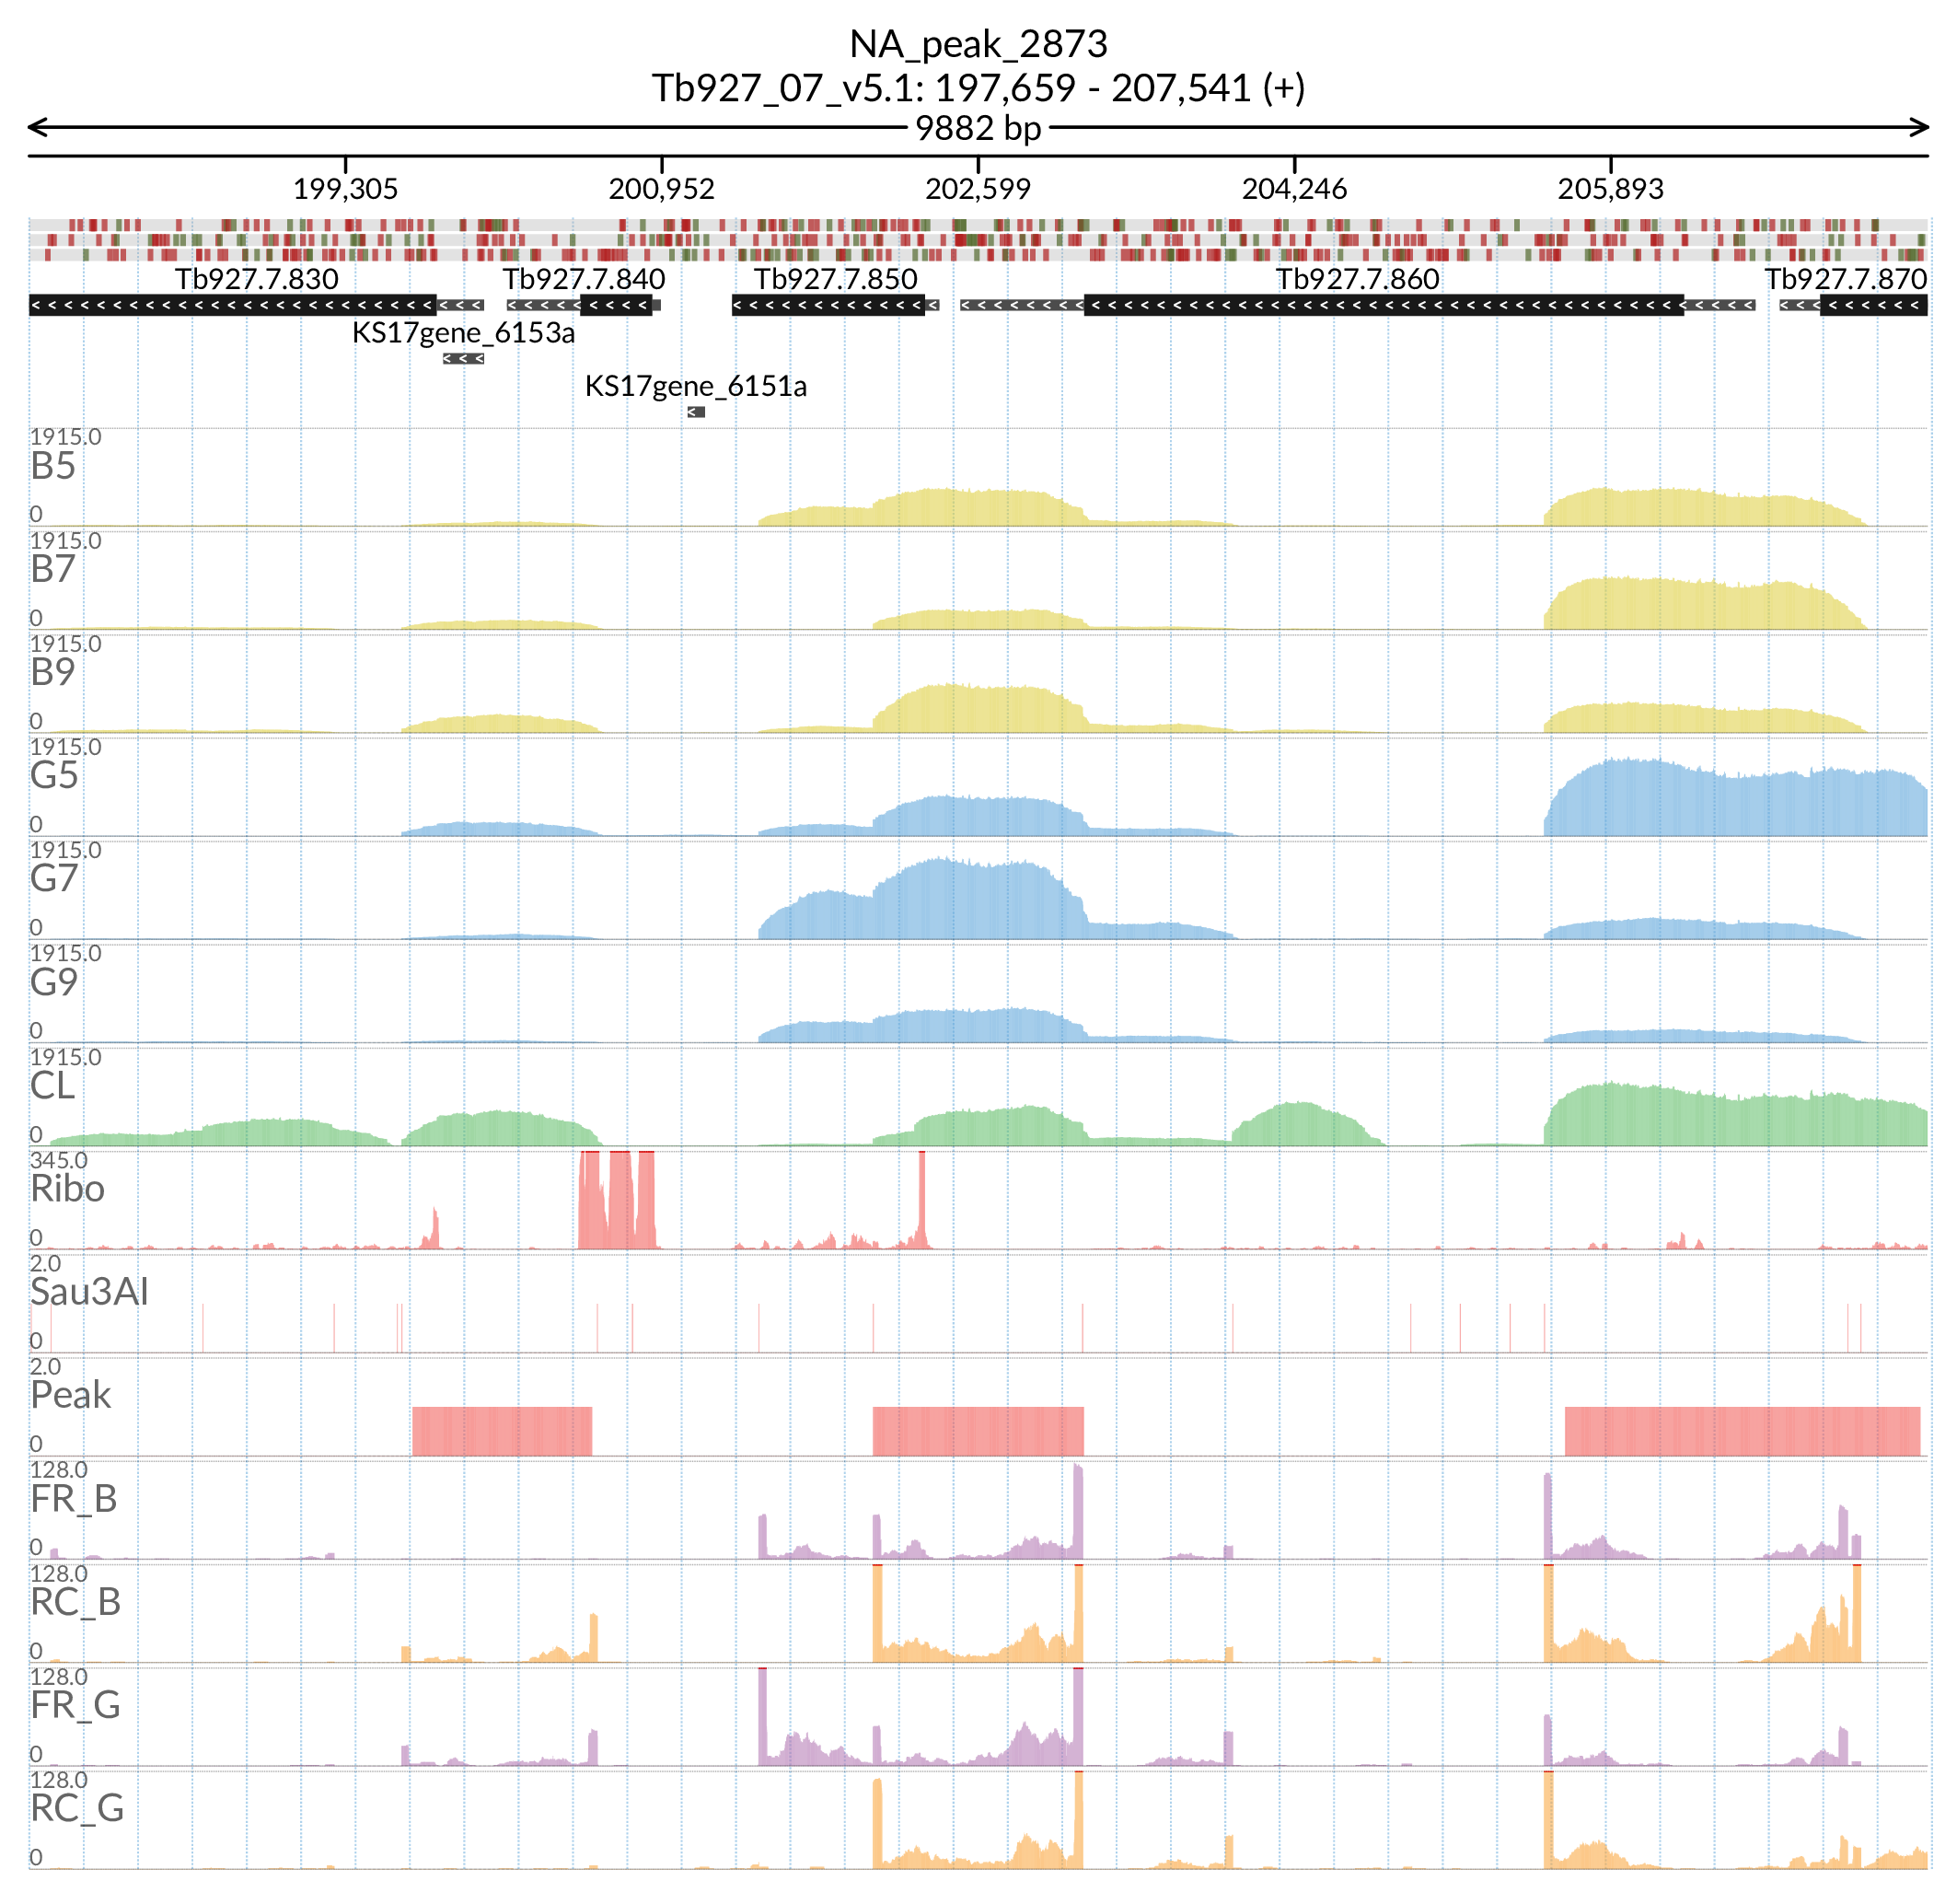 NA_peak_2873
Tb927_07_v5.1: 197,659 - 207,541 (+)
9882 bp
199,305 200,952 202,599 204,246 205,893
Tb927.7.830 Tb927.7.840 Tb927.7.850 Tb927.7.860 Tb927.7.870
KS17gene_6153a
KS17gene_6151a
1915.0
B5
0
1915.0
B7
0
1915.0
B9
0
1915.0
G5
0
1915.0
G7
0
1915.0
G9
0
1915.0
CL
0
345.0
Ribo
0
2.0
Sau3AI
0
2.0
Peak
0
128.0
FR_B
0
128.0
RC_B
0
128.0
FR_G
0
128.0
RC_G
0